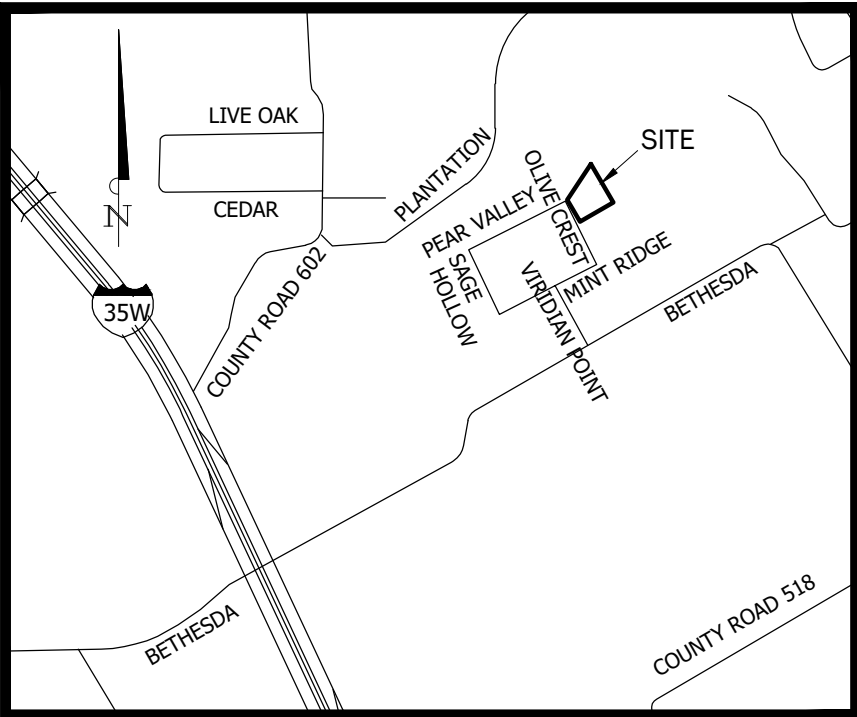 LIVE OAK
SITE
PLANTATION
OLIVE CREST
CEDAR
N
PEAR VALLEY
SAGE
HOLLOW
MINT RIDGE
COUNTY ROAD 602
VIRIDIAN POINT
BETHESDA
35W
BETHESDA
COUNTY ROAD 518